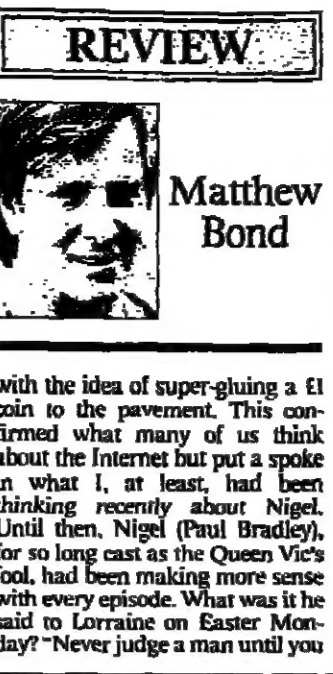 REVIEW
Matthew
Bond
with the idea of super-gluing a £1
coin to the pavement. This con-
firmed what many of us think
about the Internet but put a spoke
in what I, at least, had been
thinking recently about Nigel.
Until then, Nigel (Paul Bradley),
for so long cast as the Queen Vic's
fool, had been making more sense
with every episode. What was it he
said to Lorraine on Easter Mon-
day? "Never judge a man until you